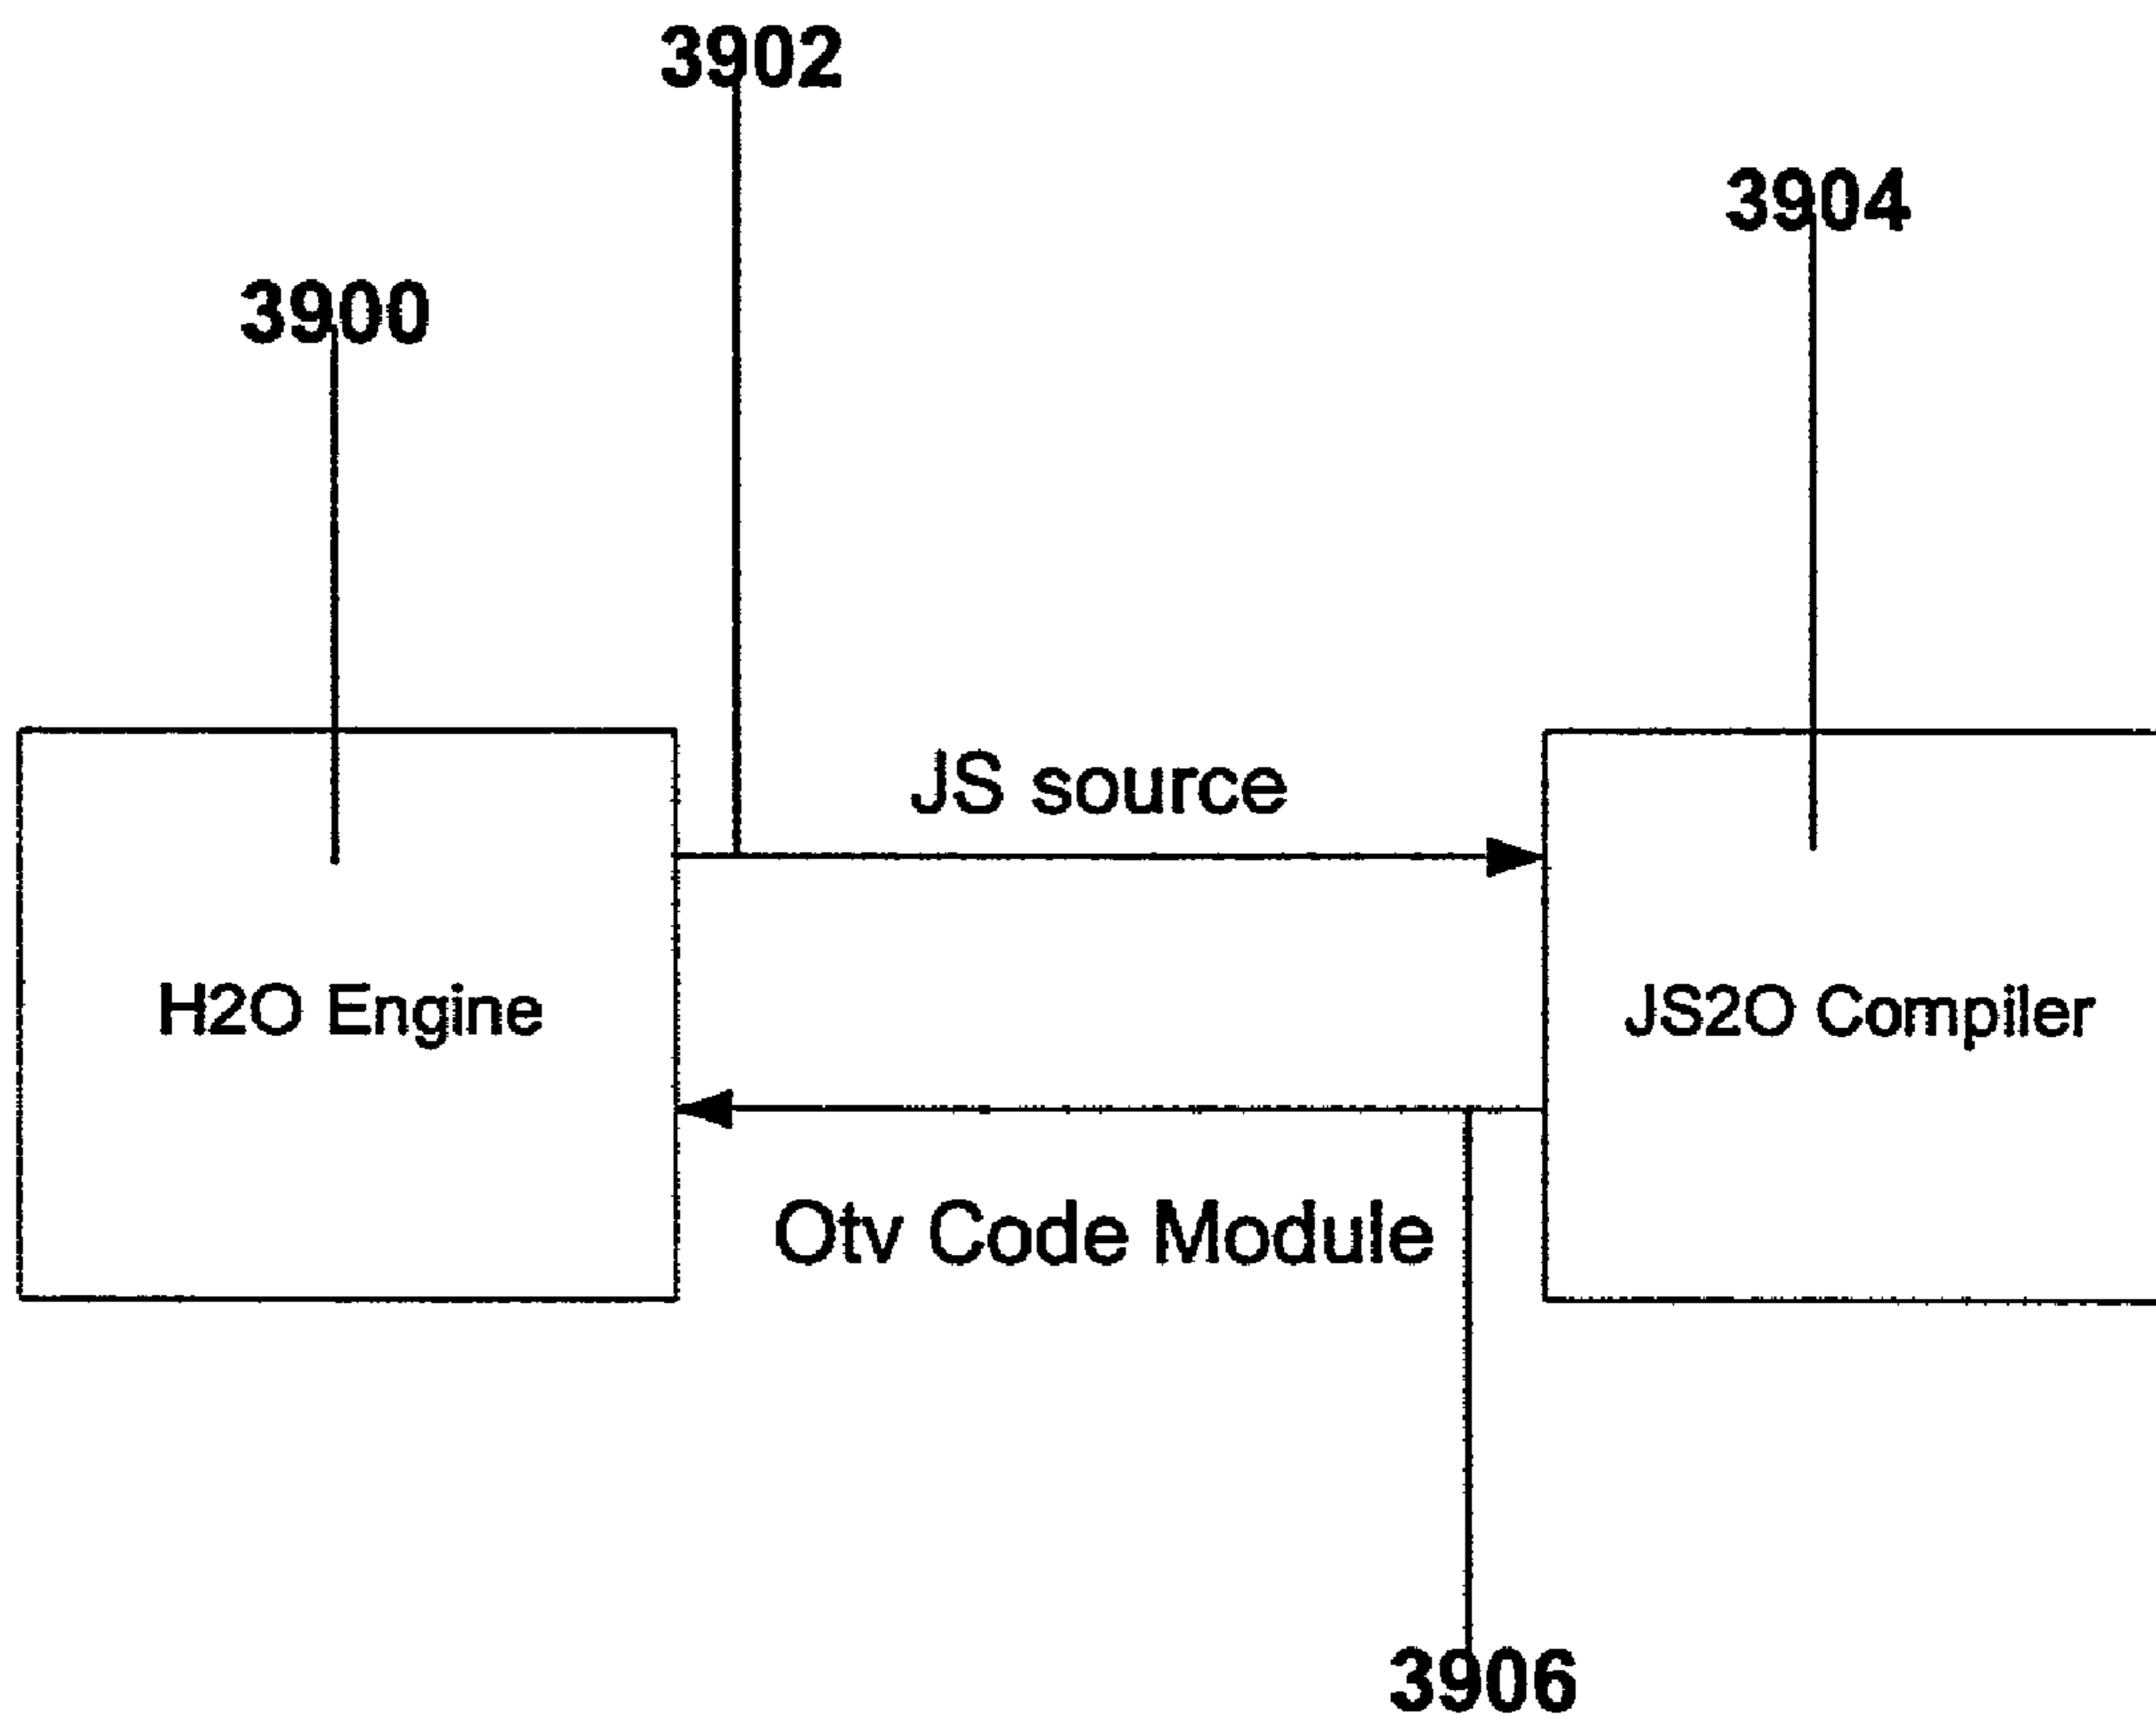 3902
3904
3900
JS source
H2O Engine
JS2O Compiler
Otv Code Module
3906